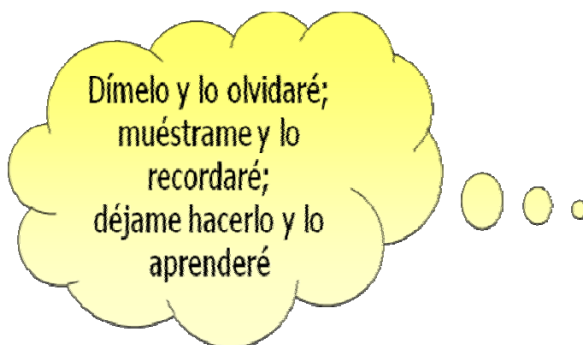 Dímelo y lo olvidaré;
muéstrame y lo
recordaré;
déjame hacerlo y lo
aprenderé